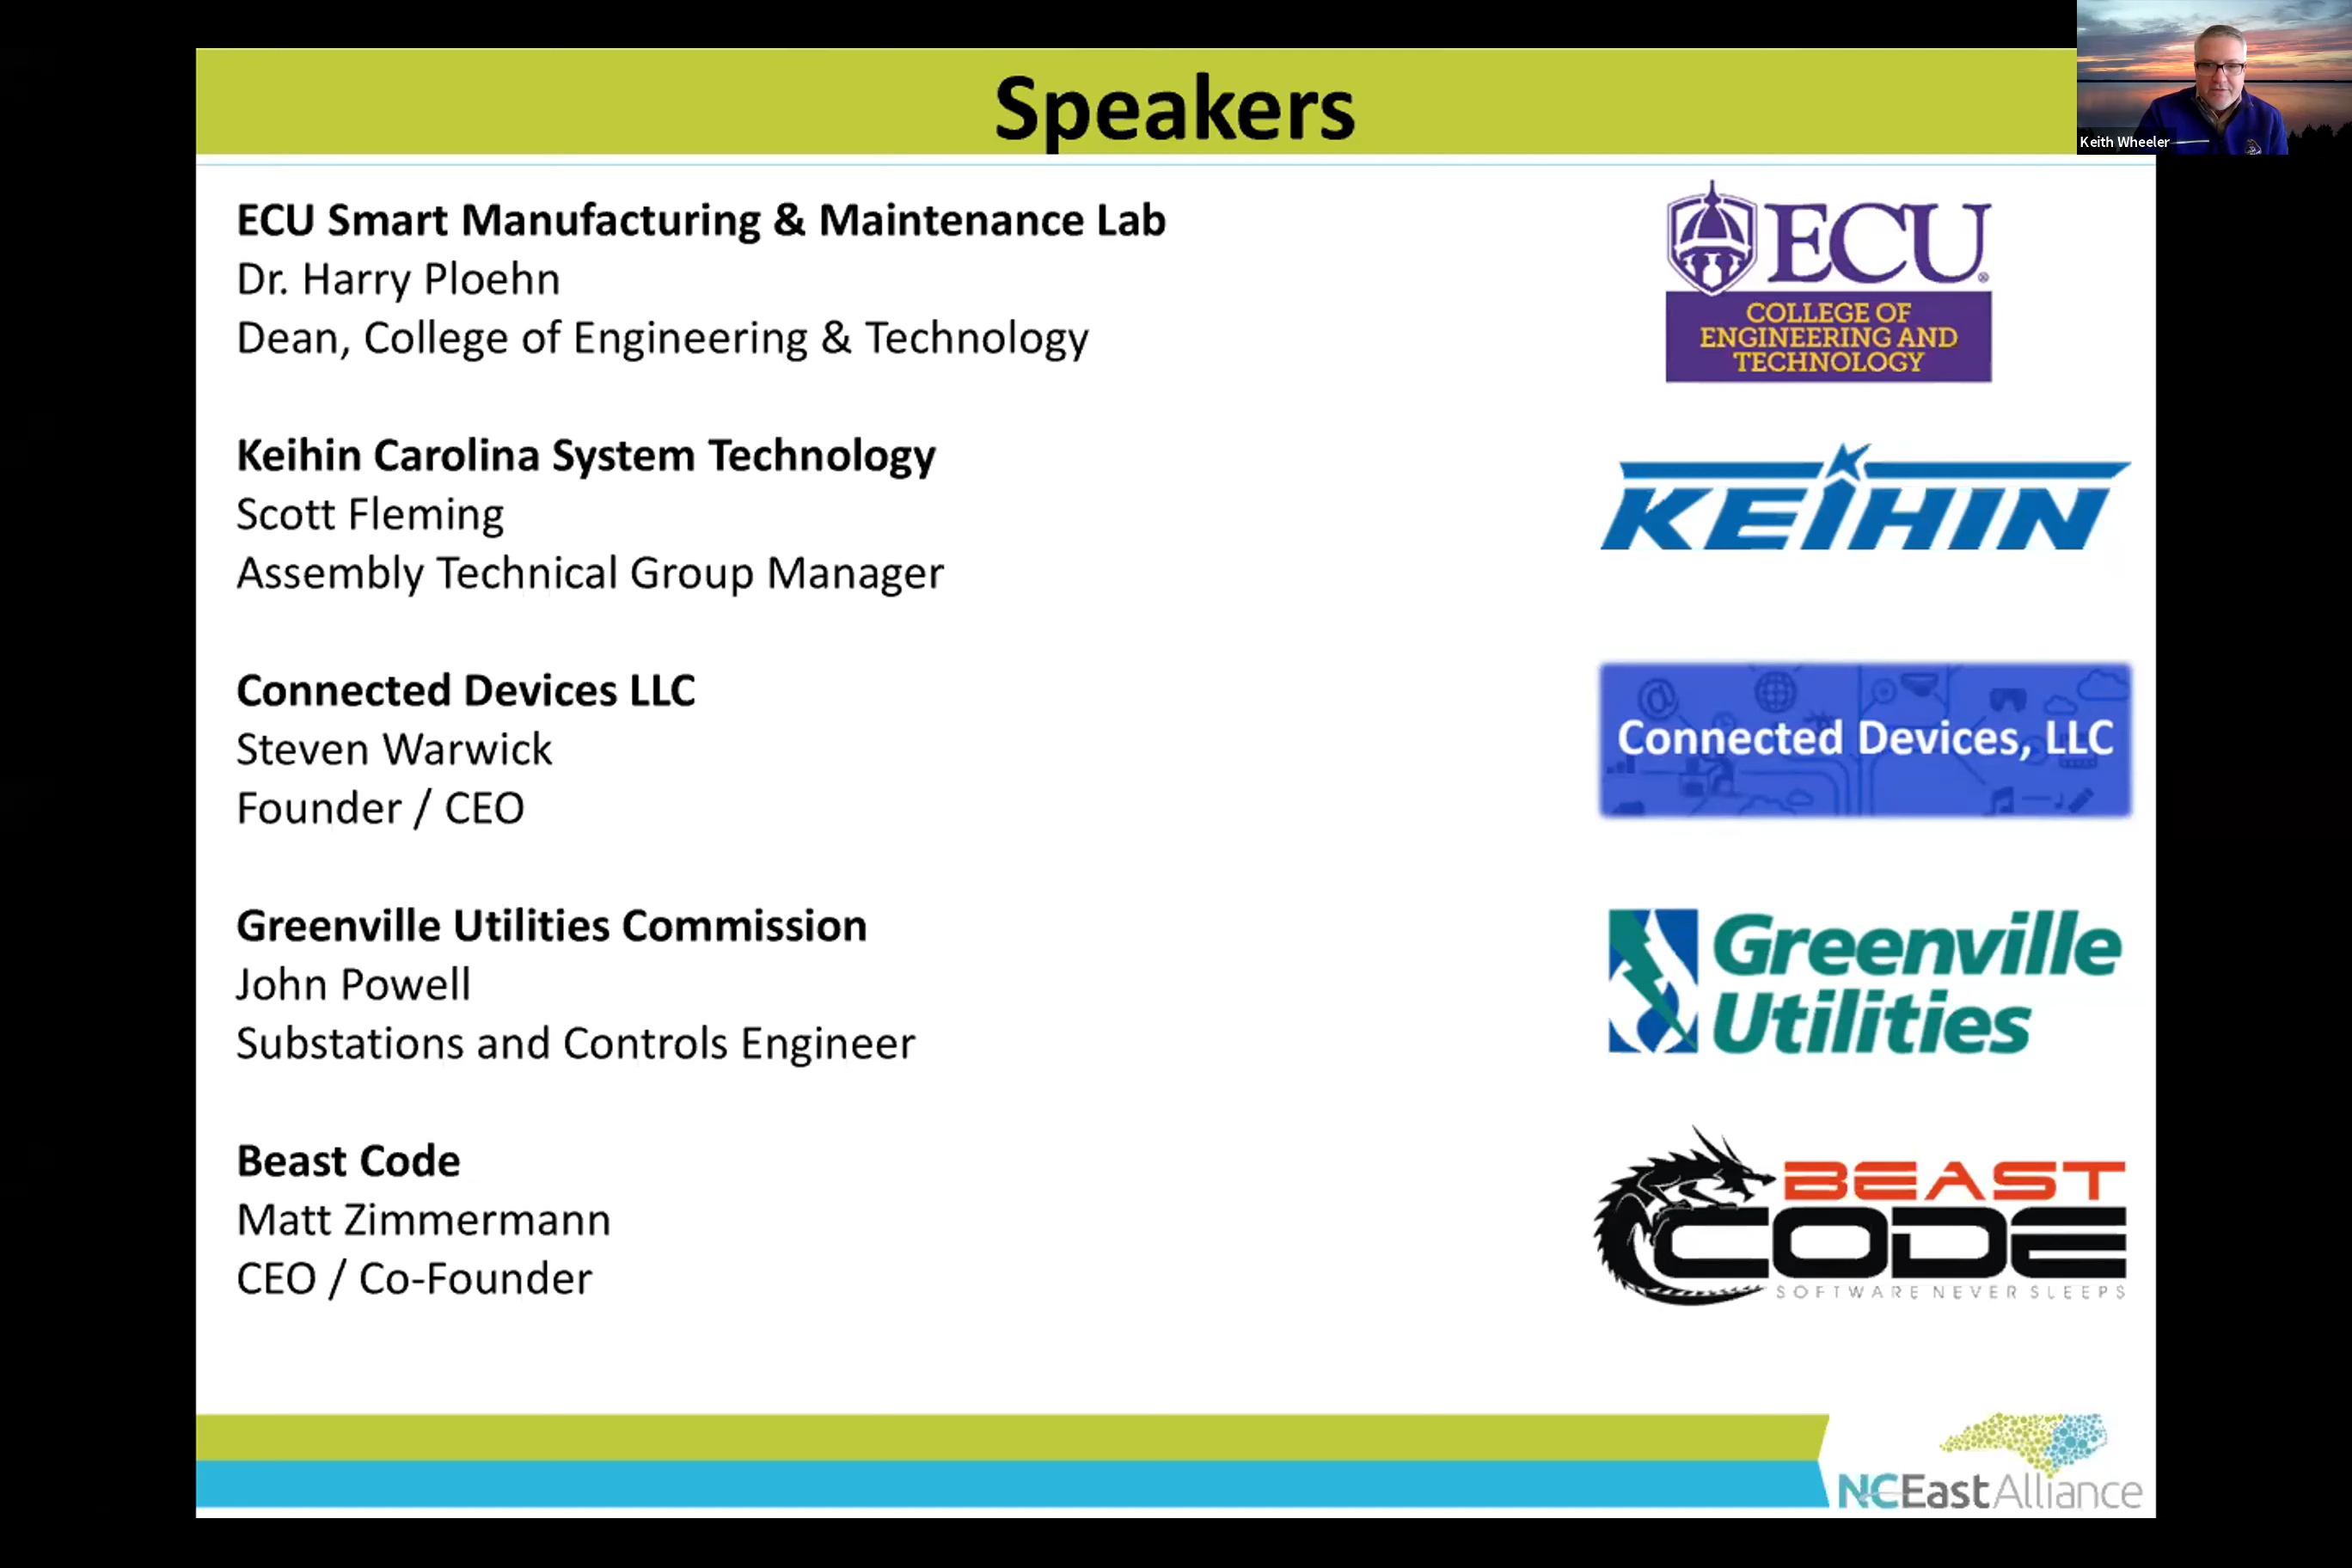 Speakers
Keith Wheeler
ECU Smart Manufacturing & Maintenance Lab
Dr. Harry Ploehn
Dean, College of Engineering & Technology
ECU
COLLEGE OF
ENGINEERING AND
TECHNOLOGY
Keihin Carolina System Technology
Scott Fleming
Assembly Technical Group Manager
KEIHIN
Connected Devices LLC
Steven Warwick
Founder / CEO
Connected Devices, LLC
Greenville Utilities Commission
John Powell
Substations and Controls Engineer
Greenville
Utilities
Beast Code
Matt Zimmermann
CEO / Co-Founder
BEAST
CODE
SOFTWARE NEVER SLEEPS
NCEastAlliance